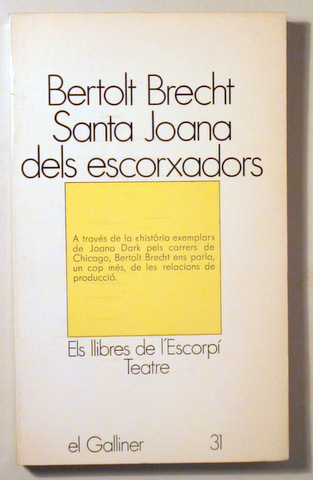 Bertolt Brecht
Santa Joana
dels escorxadors
A través de la «història exemplar»
de Joana Dark pels carrers de
Chicago, Bertolt Brecht ens parla,
un cop més, de les relacions de
producció.
Els llibres de l'Escorpí
Teatre
el Galliner 31